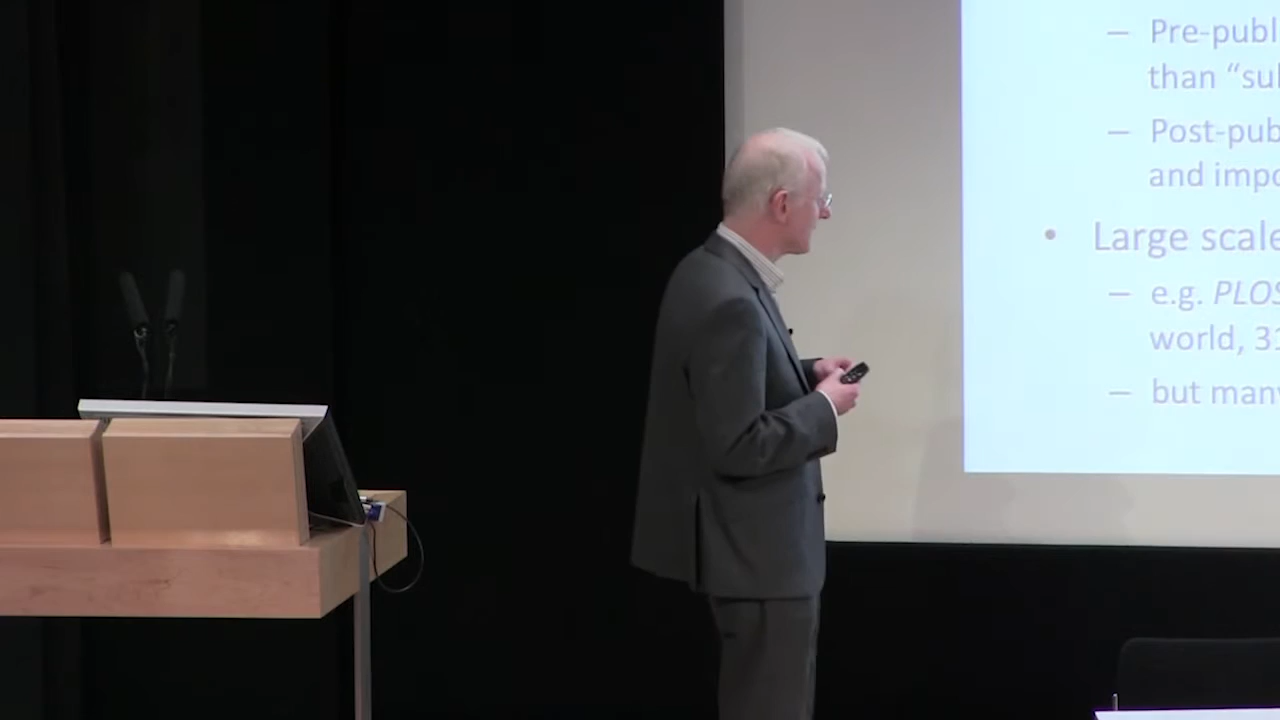 – Pre-publ
than “sul
– Post-pub
and impo
• Large scale
– e.g. PLOS
world, 31
– but many